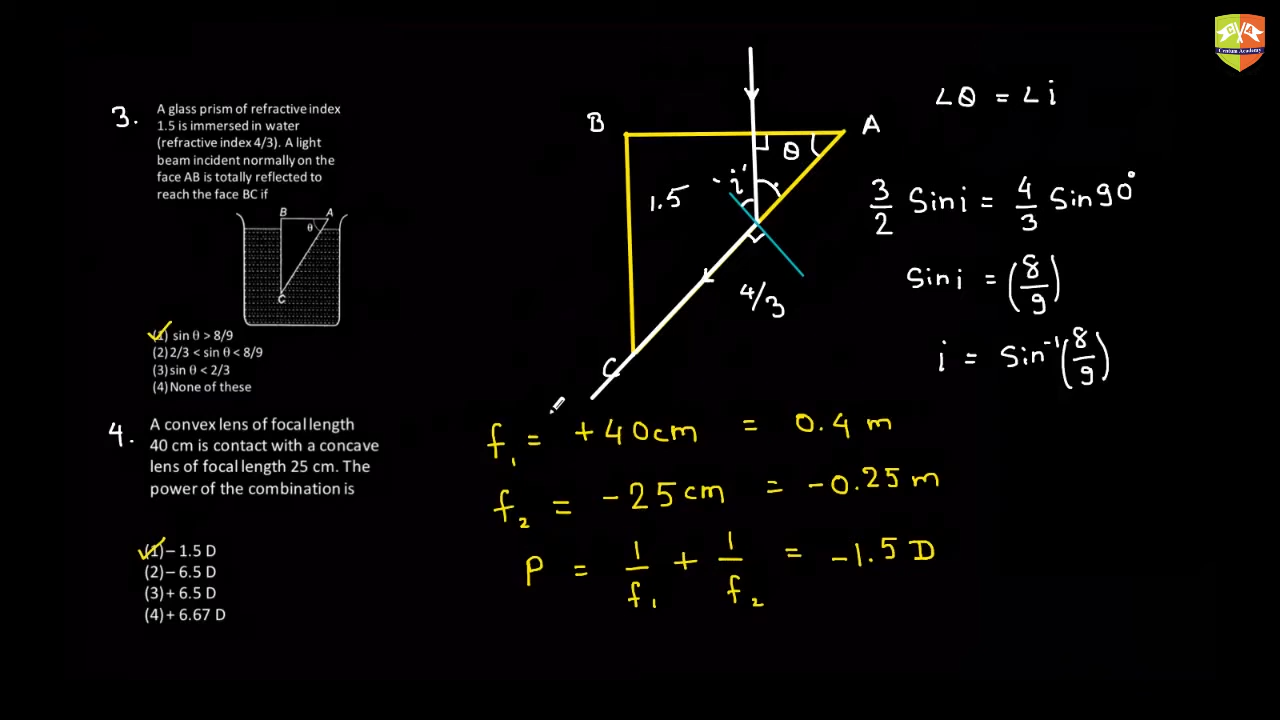 3.
A glass prism of refractive index
1.5 is immersed in water
(refractive index 4/3). A light
beam incident normally on the
face AB is totally reflected to
reach the face BC if
B A
θ
C
(1) sin θ > 8/9
(2) 2/3 < sin θ < 8/9
(3) sin θ < 2/3
(4) None of these
4.
A convex lens of focal length
40 cm is contact with a concave
lens of focal length 25 cm. The
power of the combination is
(1) – 1.5 D
(2) – 6.5 D
(3) + 6.5 D
(4) + 6.67 D
B
A
θ
i
1.5
4/3
C
∠θ = ∠i
3/2 Sin i = 4/3 Sin 90°
Sin i = (8/9)
i = Sin⁻¹(8/9)
f₁ = +40cm = 0.4 m
f₂ = -25cm = -0.25 m
P = 1/f₁ + 1/f₂ = -1.5 D
Centum Academy